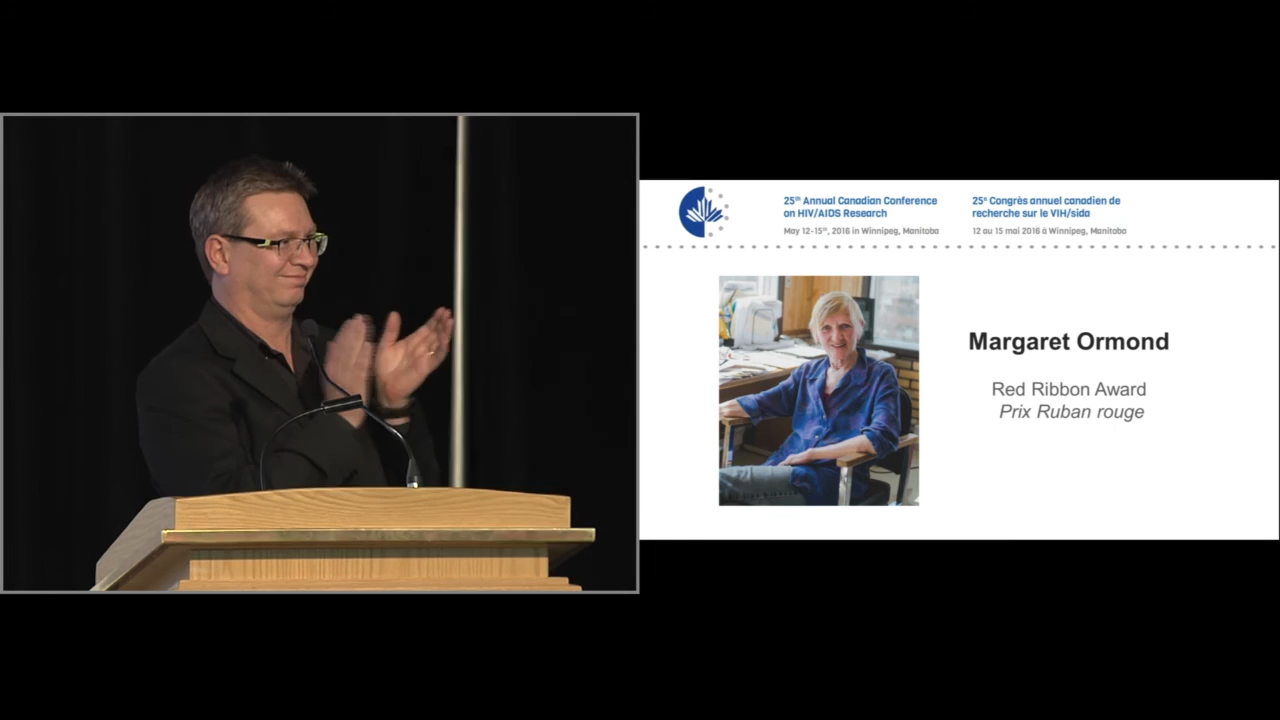 25th Annual Canadian Conference
on HIV/AIDS Research
May 12-15th, 2016 in Winnipeg, Manitoba
25e Congrès annuel canadien de
recherche sur le VIH/sida
12 au 15 mai 2016 à Winnipeg, Manitoba
Margaret Ormond
Red Ribbon Award
Prix Ruban rouge